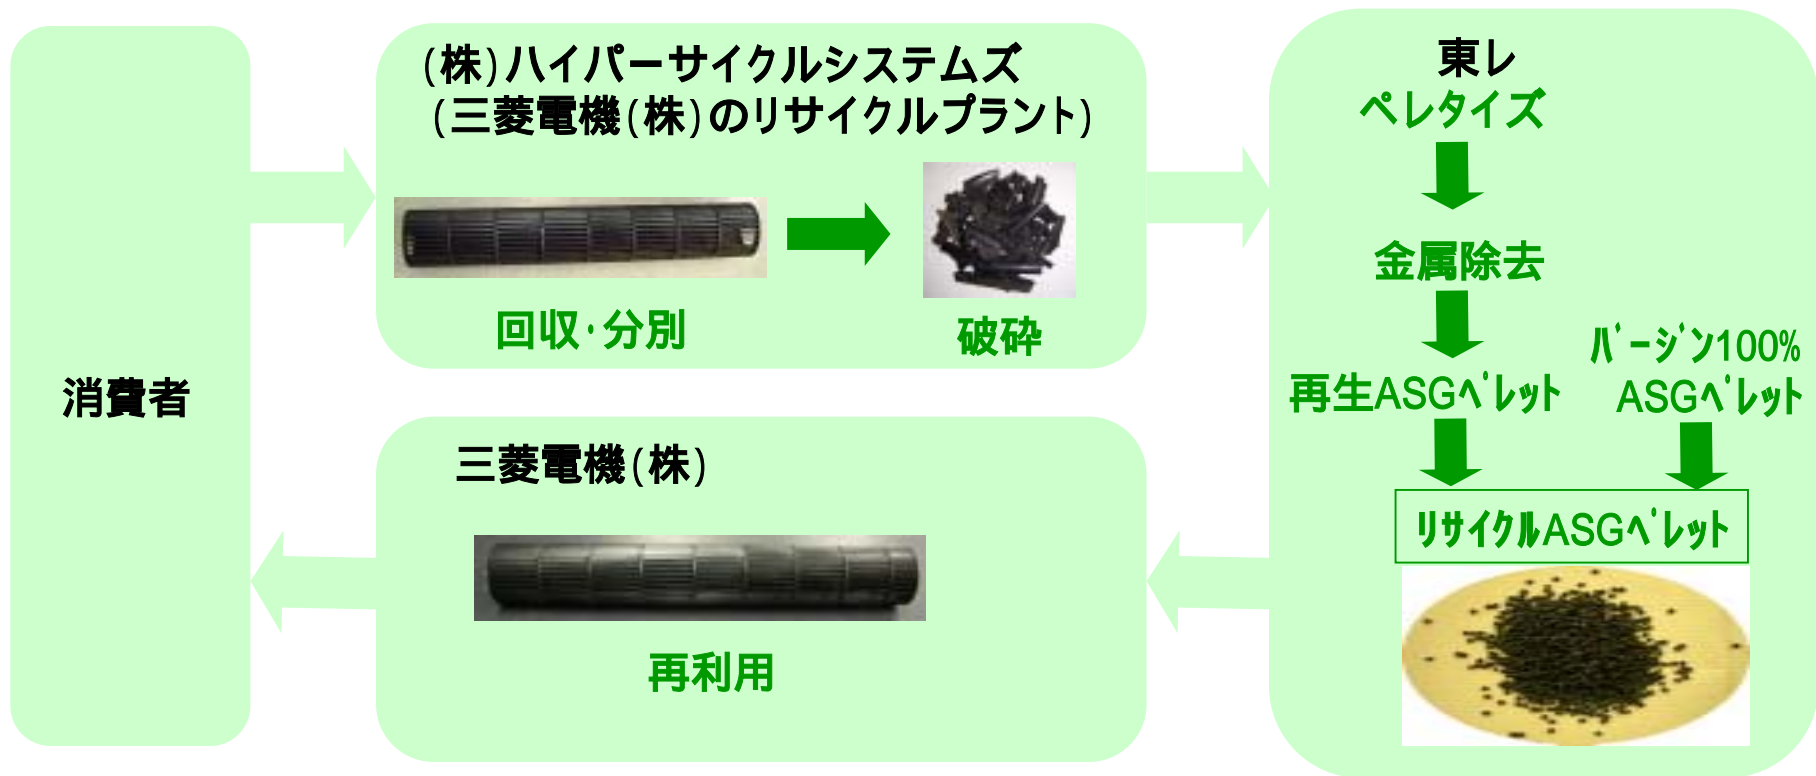 消費者
(株)ハイパーサイクルシステムズ
(三菱電機(株)のリサイクルプラント)
回収・分別
破砕
三菱電機(株)
再利用
東レ
ペレタイズ
金属除去
再生ASGペレット
バージン100%
ASGペレット
リサイクルASGペレット